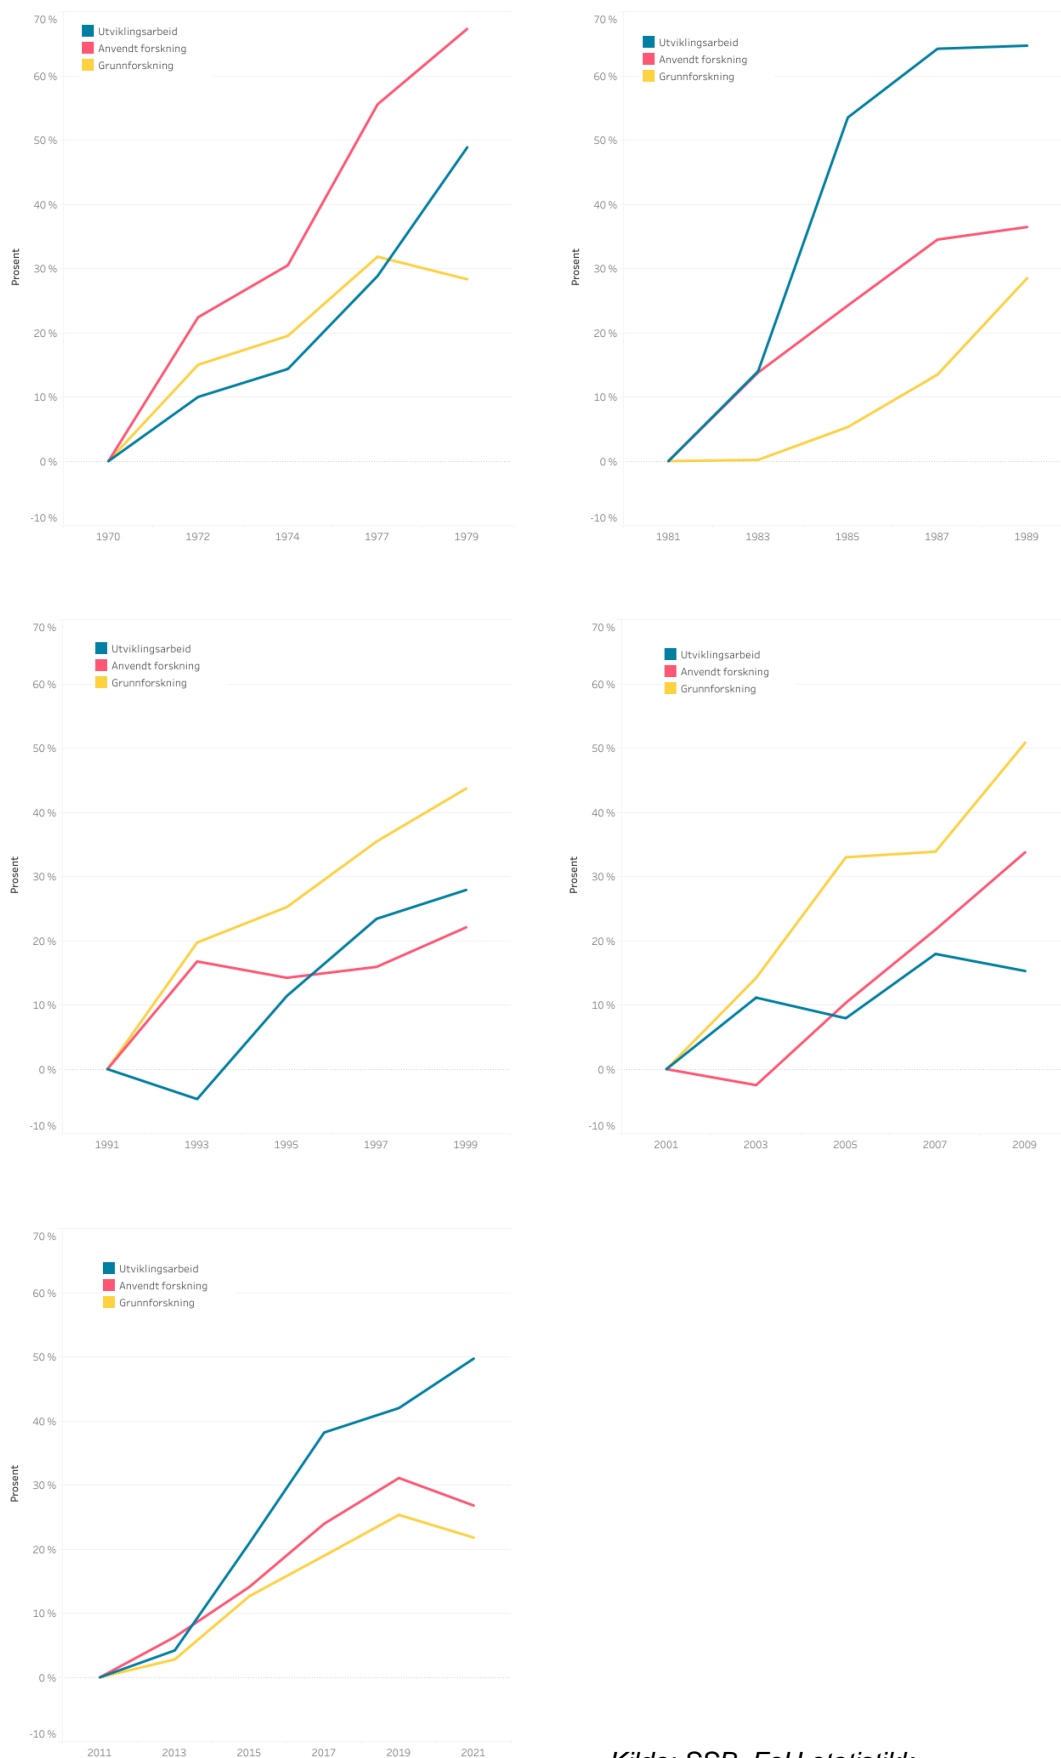 70 %
Utviklingsarbeid
Anvendt forskning
Grunnforskning
60 %
50 %
40 %
30 %
20 %
10 %
0 %
-10 %
Prosent
1970 1972 1974 1977 1979
70 %
Utviklingsarbeid
Anvendt forskning
Grunnforskning
60 %
50 %
40 %
30 %
20 %
10 %
0 %
-10 %
Prosent
1981 1983 1985 1987 1989
70 %
Utviklingsarbeid
Anvendt forskning
Grunnforskning
60 %
50 %
40 %
30 %
20 %
10 %
0 %
-10 %
Prosent
1991 1993 1995 1997 1999
70 %
Utviklingsarbeid
Anvendt forskning
Grunnforskning
60 %
50 %
40 %
30 %
20 %
10 %
0 %
-10 %
Prosent
2001 2003 2005 2007 2009
70 %
Utviklingsarbeid
Anvendt forskning
Grunnforskning
60 %
50 %
40 %
30 %
20 %
10 %
0 %
-10 %
Prosent
2011 2013 2015 2017 2019 2021
Kilde: SSB, FoU-statistikk